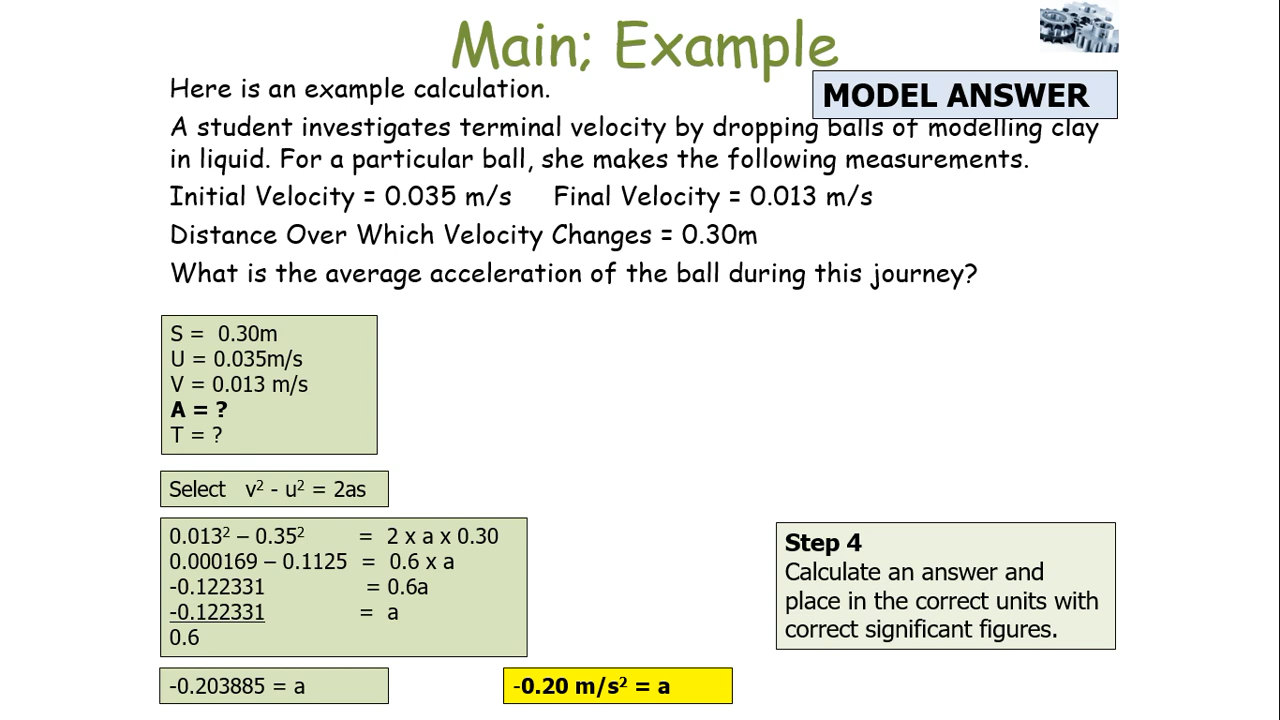 Main; Example
MODEL ANSWER
Here is an example calculation.
A student investigates terminal velocity by dropping balls of modelling clay
in liquid. For a particular ball, she makes the following measurements.
Initial Velocity = 0.035 m/s Final Velocity = 0.013 m/s
Distance Over Which Velocity Changes = 0.30m
What is the average acceleration of the ball during this journey?
S = 0.30m
U = 0.035m/s
V = 0.013 m/s
A = ?
T = ?
Select v² - u² = 2as
0.013² – 0.35² = 2 x a x 0.30
0.000169 – 0.1125 = 0.6 x a
-0.122331 = 0.6a
-0.122331 = a
0.6
-0.203885 = a
-0.20 m/s² = a
Step 4
Calculate an answer and
place in the correct units with
correct significant figures.